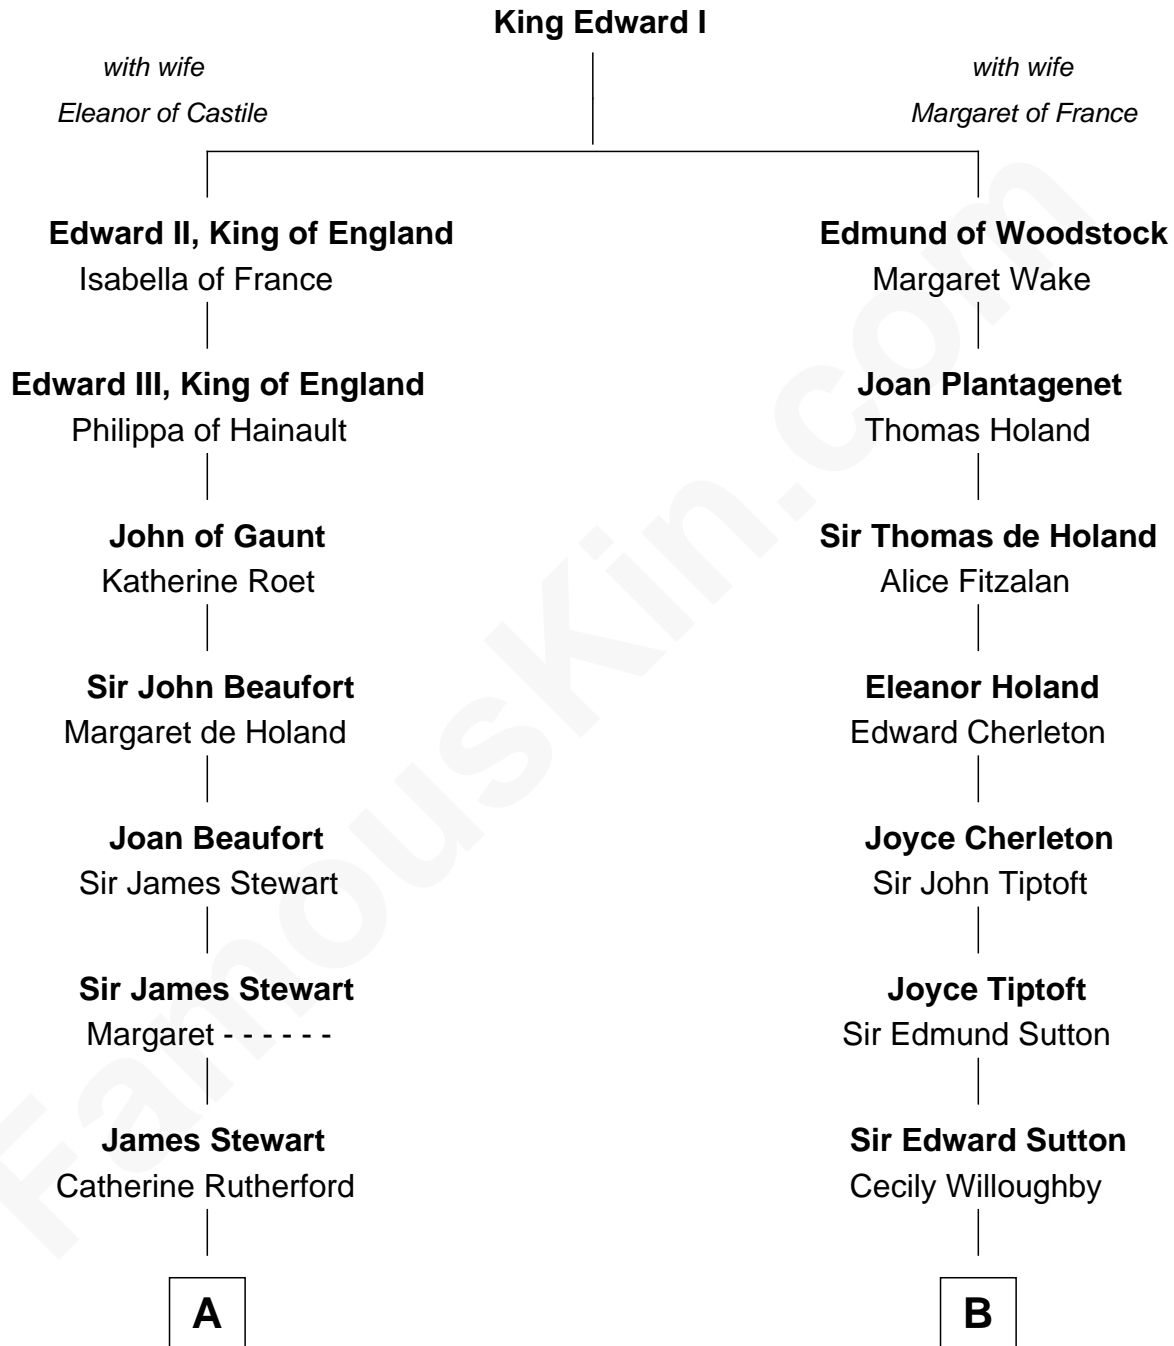 King Edward I
with wife
Eleanor of Castile
with wife
Margaret of France
Edward II, King of England
Isabella of France
Edmund of Woodstock
Margaret Wake
Edward III, King of England
Philippa of Hainault
Joan Plantagenet
Thomas Holand
John of Gaunt
Katherine Roet
Sir Thomas de Holand
Alice Fitzalan
Sir John Beaufort
Margaret de Holand
Eleanor Holand
Edward Cherleton
Joan Beaufort
Sir James Stewart
Joyce Cherleton
Sir John Tiptoft
Sir James Stewart
Margaret - - - - - -
Joyce Tiptoft
Sir Edmund Sutton
James Stewart
Catherine Rutherford
Sir Edward Sutton
Cecily Willoughby
A
B
FamousKin.com